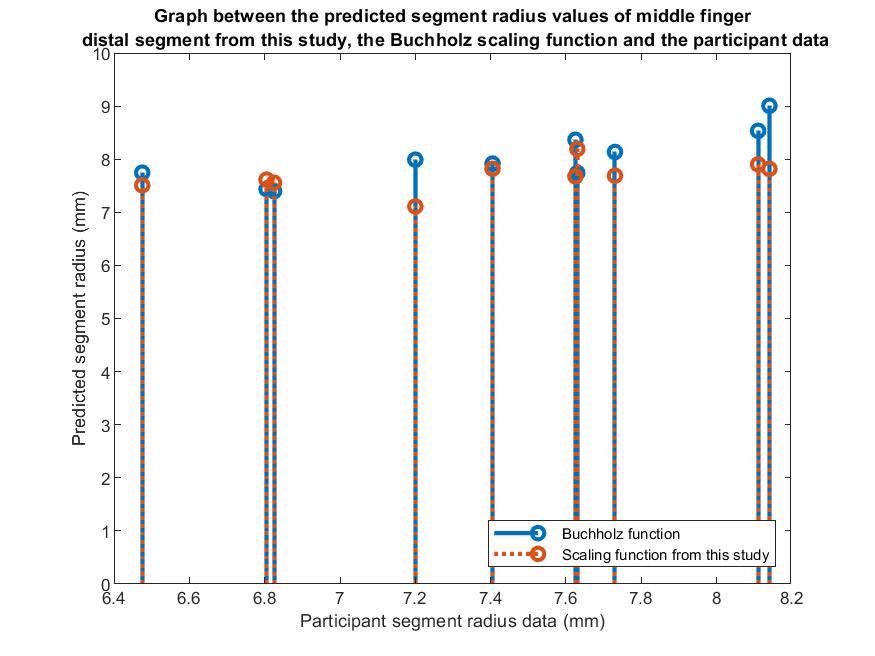 Graph between the predicted segment radius values of middle finger
distal segment from this study, the Buchholz scaling function and the participant data
10
9
8
7
6
5
4
3
2
1
0
Predicted segment radius (mm)
Buchholz function
Scaling function from this study
6.4 6.6 6.8 7 7.2 7.4 7.6 7.8 8 8.2
Participant segment radius data (mm)